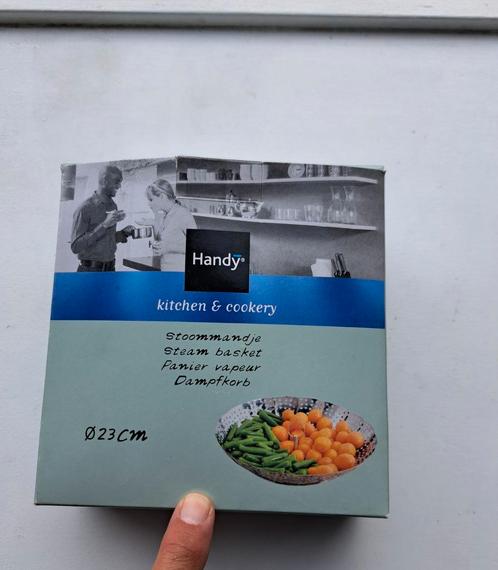 Handy®
kitchen & cookery
Stoommandje
Steam basket
Panier vapeur
Dampfkorb
Ø23cm